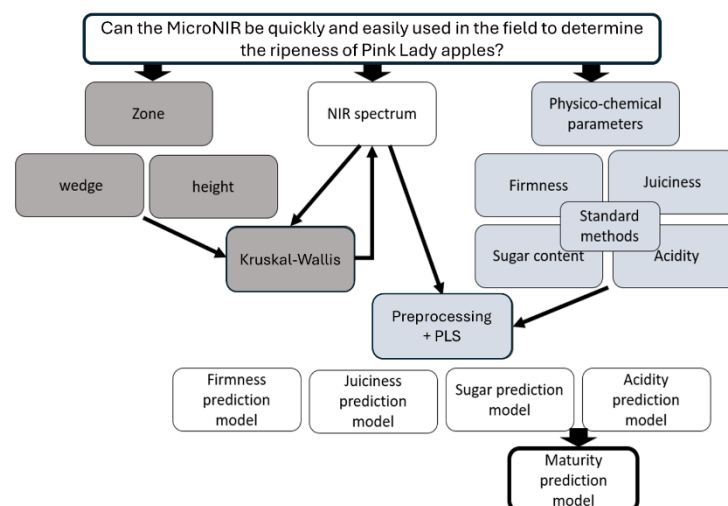 Can the MicroNIR be quickly and easily used in the field to determine
the ripeness of Pink Lady apples?
Zone
NIR spectrum
Physico-chemical
parameters
wedge
height
Firmness
Juiciness
Standard
methods
Sugar content
Acidity
Kruskal-Wallis
Preprocessing
+ PLS
Firmness
prediction
model
Juiciness
prediction
model
Sugar prediction
model
Acidity
prediction
model
Maturity
prediction
model